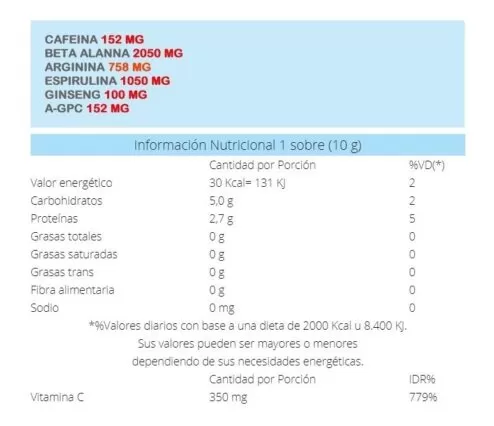 CAFEINA 152 MG
BETA ALANNA 2050 MG
ARGININA 758 MG
ESPIRULINA 1050 MG
GINSENG 100 MG
A-GPC 152 MG
Información Nutricional 1 sobre (10 g)
Cantidad por Porción %VD(*)
Valor energético 30 Kcal= 131 KJ 2
Carbohidratos 5,0 g 2
Proteínas 2,7 g 5
Grasas totales 0 g 0
Grasas saturadas 0 g 0
Grasas trans 0 g 0
Fibra alimentaria 0 g 0
Sodio 0 mg 0
*%Valores diarios con base a una dieta de 2000 Kcal u 8.400 KJ.
Sus valores pueden ser mayores o menores
dependiendo de sus necesidades energéticas.
Cantidad por Porción IDR%
Vitamina C 350 mg 779%